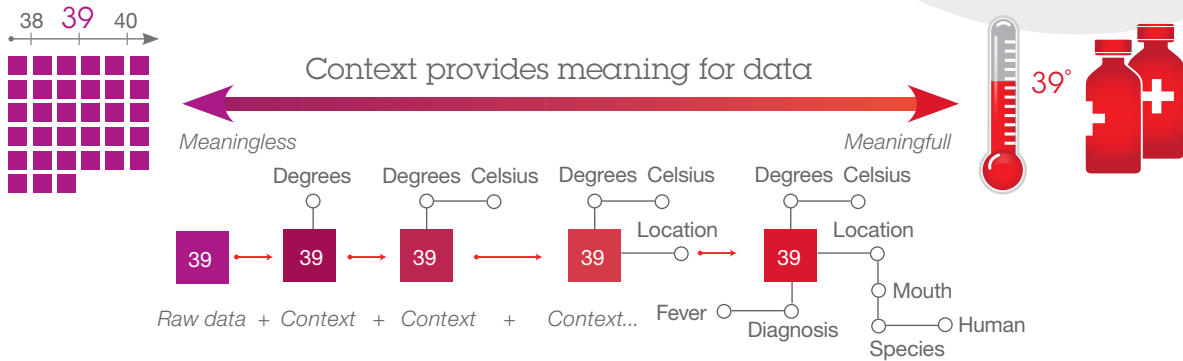 38 39 40
Context provides meaning for data
39°
Meaningless Meaningfull
Degrees Degrees Celsius Degrees Celsius Degrees Celsius
Location Location
39 39 39 39 39
Mouth
Fever Diagnosis Human
Species
Raw data + Context + Context + Context...